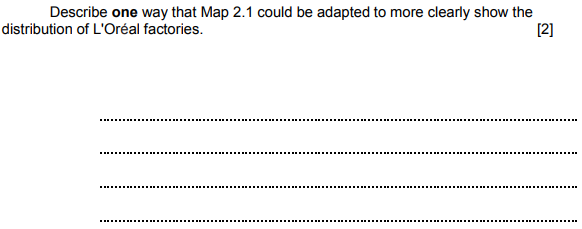 Describe one way that Map 2.1 could be adapted to more clearly show the
distribution of L'Oréal factories. [2]